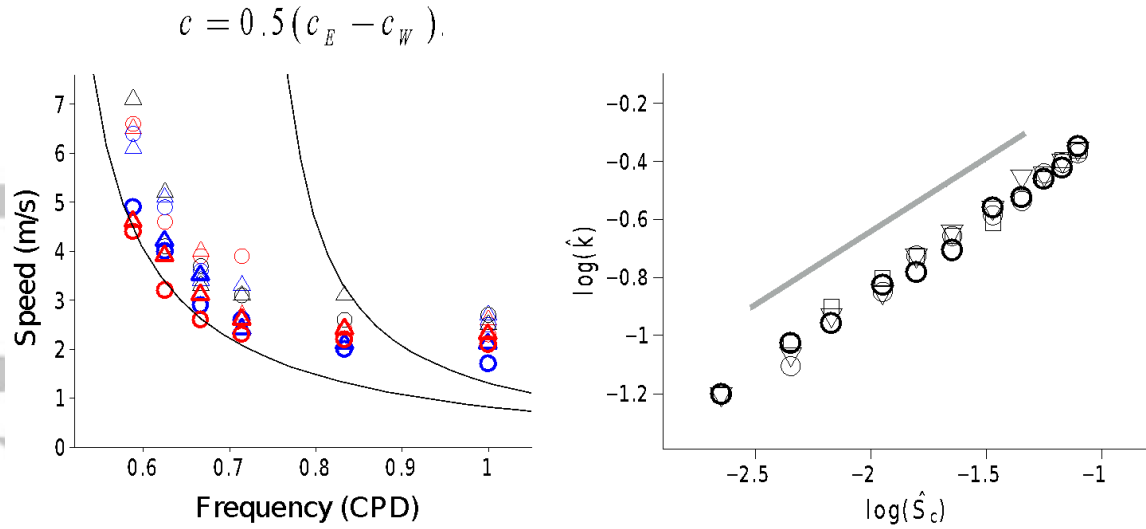 c = 0.5(c_E − c_W).
7
6
5
4
3
2
1
0
Speed (m/s)
0.6 0.7 0.8 0.9 1
Frequency (CPD)
−0.2
−0.4
−0.6
−0.8
−1
−1.2
log(k̂)
−2.5 −2 −1.5 −1
log(Ŝ_c)